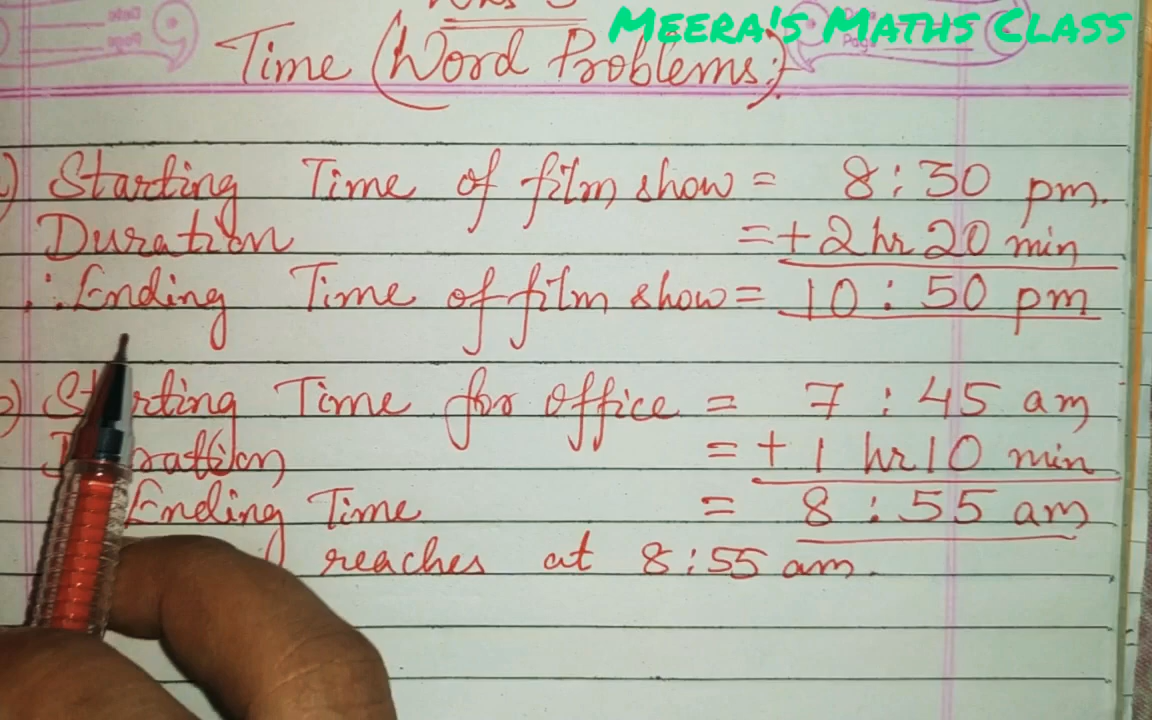 MEERA'S MATHS CLASS
Time (Word Problems)
Starting Time of film show = 8:30 pm.
Duration = + 2 hr 20 min
∴ Ending Time of film show = 10 : 50 pm
Starting Time for office = 7 : 45 am
= + 1 hr 10 min
Ending Time = 8 : 55 am
reaches at 8:55 am.